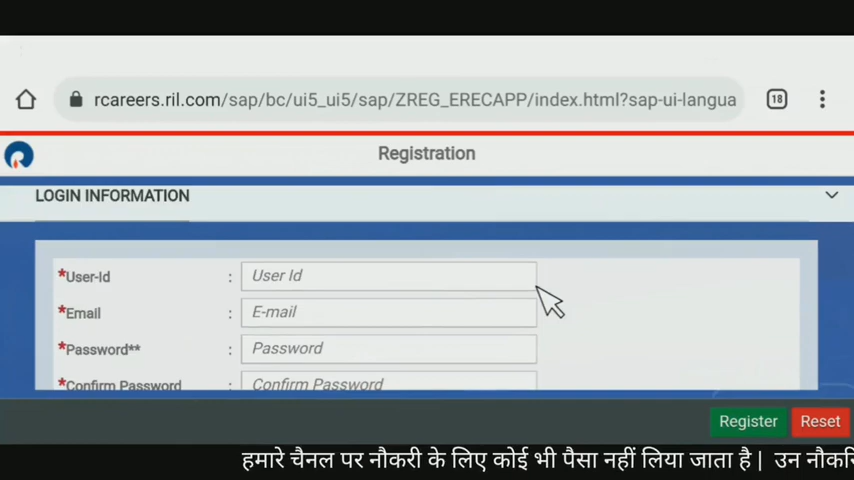 rcareers.ril.com/sap/bc/ui5_ui5/sap/ZREG_ERECAPP/index.html?sap-ui-langua
18
Registration
LOGIN INFORMATION
*User-Id : User Id
*Email : E-mail
*Password** : Password
*Confirm Password : Confirm Password
Register Reset
हमारे चैनल पर नौकरी के लिए कोई भी पैसा नहीं लिया जाता है | उन